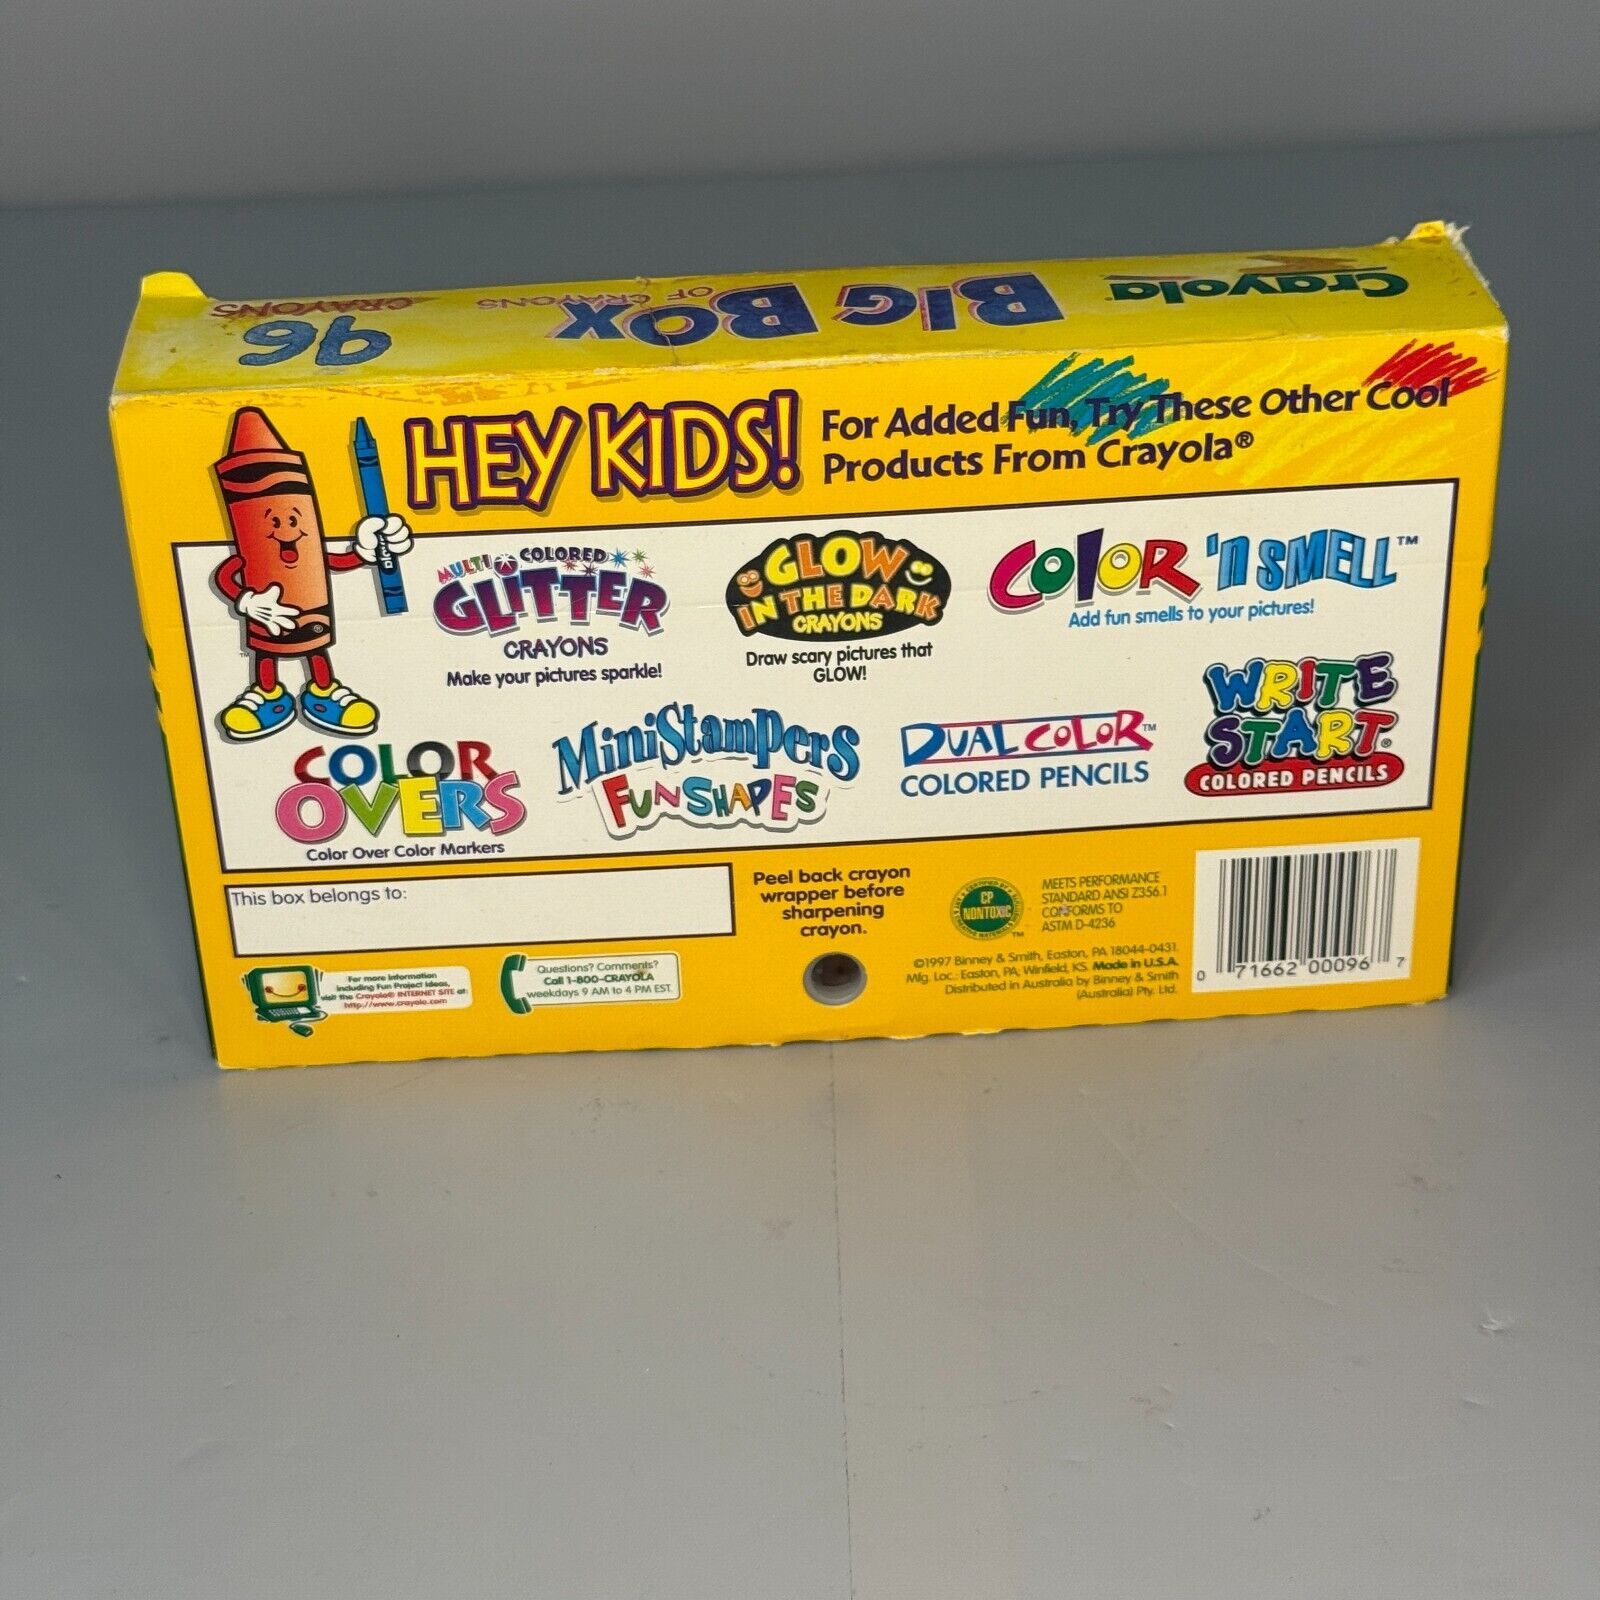 Crayola
BIG BOX
OF CRAYONS
96
CRAYONS
HEY KIDS!
For Added Fun, Try These Other Cool
Products From Crayola®
MULTI COLORED
GLITTER
CRAYONS
Make your pictures sparkle!
GLOW
IN THE DARK
CRAYONS
Draw scary pictures that
GLOW!
COLOR 'n SMELL™
Add fun smells to your pictures!
COLOR
OVERS
Color Over Color Markers
MiniStampers
FUN SHAPES
DUAL COLOR™
COLORED PENCILS
WRITE
START®
COLORED PENCILS
This box belongs to:
Peel back crayon
wrapper before
sharpening
crayon.
CP
NONTOXIC
MEETS PERFORMANCE
STANDARD ANSI Z356.1
CONFORMS TO
ASTM D-4236
©1997 Binney & Smith, Easton, PA 18044-0431.
Mfg. Loc.: Easton, PA; Winfield, KS. Made in U.S.A.
Distributed in Australia by Binney & Smith
(Australia) Pty. Ltd.
For more information
including Fun Project Ideas,
visit the Crayola® INTERNET SITE at:
http://www.crayola.com
Questions? Comments?
Call 1-800-CRAYOLA
weekdays 9 AM to 4 PM EST.
0 71662 00096 7